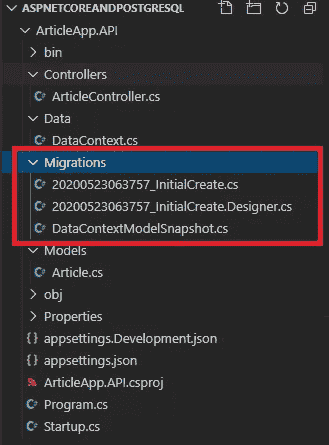 ASPNETCOREANDPOSTGRESQL
ArticleApp.API
bin
Controllers
ArticleController.cs
Data
DataContext.cs
Migrations
20200523063757_InitialCreate.cs
20200523063757_InitialCreate.Designer.cs
DataContextModelSnapshot.cs
Models
Article.cs
obj
Properties
appsettings.Development.json
appsettings.json
ArticleApp.API.csproj
Program.cs
Startup.cs